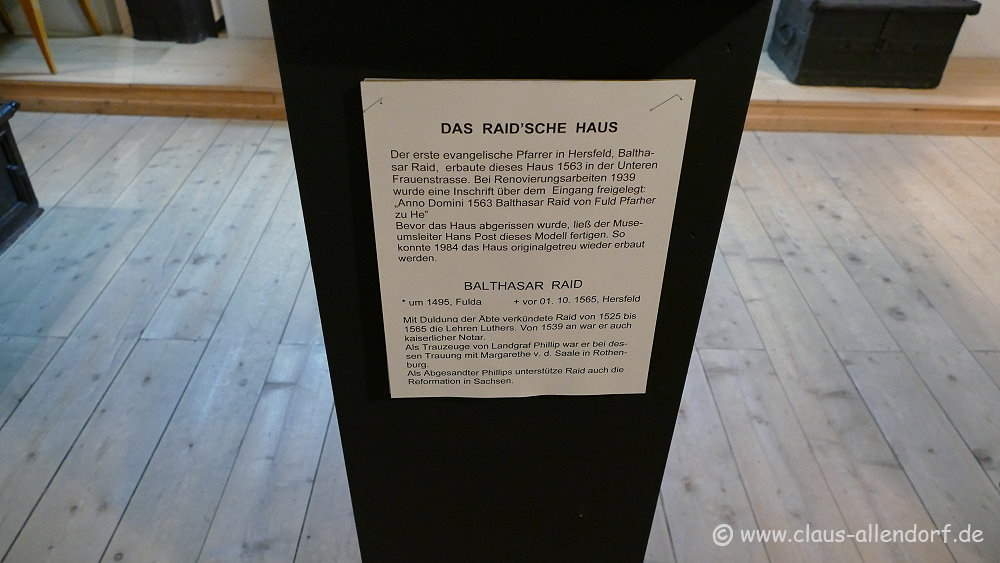 DAS RAID'SCHE HAUS
Der erste evangelische Pfarrer in Hersfeld, Baltha-
sar Raid, erbaute dieses Haus 1563 in der Unteren
Frauenstrasse. Bei Renovierungsarbeiten 1939
wurde eine Inschrift über dem Eingang freigelegt:
„Anno Domini 1563 Balthasar Raid von Fuld Pfarher
zu He"
Bevor das Haus abgerissen wurde, ließ der Muse-
umsleiter Hans Post dieses Modell fertigen. So
konnte 1984 das Haus originalgetreu wieder erbaut
werden.
BALTHASAR RAID
* um 1495, Fulda + vor 01. 10. 1565, Hersfeld
Mit Duldung der Äbte verkündete Raid von 1525 bis
1565 die Lehren Luthers. Von 1539 an war er auch
kaiserlicher Notar.
Als Trauzeuge von Landgraf Phillip war er bei des-
sen Trauung mit Margarethe v. d. Saale in Rothen-
burg.
Als Abgesandter Phillips unterstütze Raid auch die
Reformation in Sachsen.
© www.claus-allendorf.de